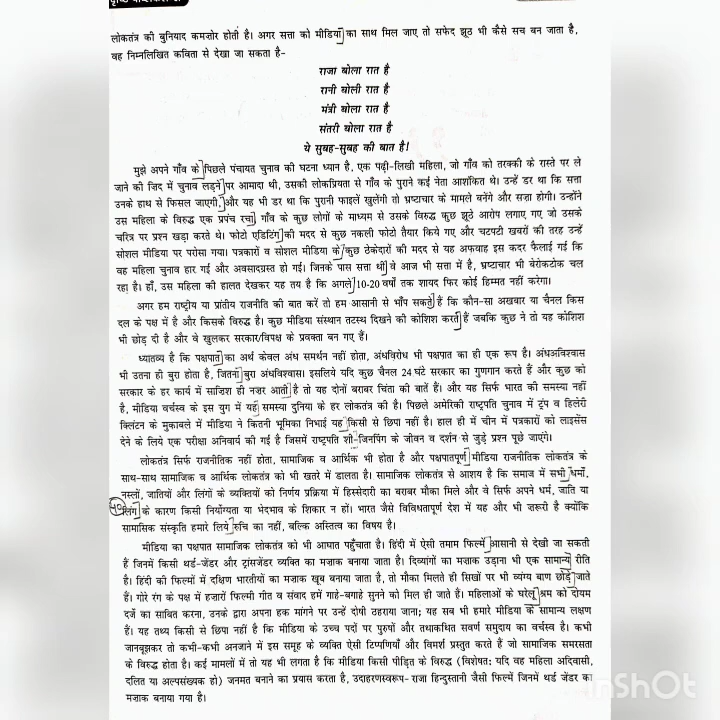 लोकतंत्र की बुनियाद कमज़ोर होती है। अगर सत्ता को मीडिया का साथ मिल जाए तो सफेद झूठ भी कैसे सच बन जाता है,
वह निम्नलिखित कविता से देखा जा सकता है-
राजा बोला रात है
रानी बोली रात है
मंत्री बोला रात है
संतरी बोला रात है
ये सुबह-सुबह की बात है!
मुझे अपने गाँव के पिछले पंचायत चुनाव की घटना ध्यान है, एक पढ़ी-लिखी महिला, जो गाँव को तरक्की के रास्ते पर ले
जाने की जिद में चुनाव लड़ने पर आमादा थी, उसकी लोकप्रियता से गाँव के पुराने कई नेता आशंकित थे। उन्हें डर था कि सत्ता
उनके हाथ से फिसल जाएगी, और यह भी डर था कि पुरानी फाइलें खुलेंगी तो भ्रष्टाचार के मामले बनेंगे और सजा होगी। उन्होंने
उस महिला के विरुद्ध एक प्रपंच रचा। गाँव के कुछ लोगों के माध्यम से उसके विरुद्ध कुछ झूठे आरोप लगाए गए जो उसके
चरित्र पर प्रश्न खड़ा करते थे। फोटो एडिटिंग की मदद से कुछ नकली फोटो तैयार किये गए और चटपटी खबरों की तरह उन्हें
सोशल मीडिया पर परोसा गया। पत्रकारों व सोशल मीडिया के कुछ ठेकेदारों की मदद से यह अफवाह इस कदर फैलाई गई कि
वह महिला चुनाव हार गई और अवसादग्रस्त हो गई। जिनके पास सत्ता थी वे आज भी सत्ता में है, भ्रष्टाचार भी बेरोकटोक चल
रहा है। हाँ, उस महिला की हालत देखकर यह तय है कि अगले 10-20 वर्षों तक शायद फिर कोई हिम्मत नहीं करेगा।
अगर हम राष्ट्रीय या प्रांतीय राजनीति की बात करें तो हम आसानी से भाँप सकते हैं कि कौन-सा अखबार या चैनल किस
दल के पक्ष में है और किसके विरुद्ध है। कुछ मीडिया संस्थान तटस्थ दिखने की कोशिश करते हैं जबकि कुछ ने तो यह कोशिश
भी छोड़ दी है और वे खुलकर सरकार/विपक्ष के प्रवक्ता बन गए हैं।
ध्यातव्य है कि पक्षपात का अर्थ केवल अंध समर्थन नहीं होता, अंधविरोध भी पक्षपात का ही एक रूप है। अंधअविश्वास
भी उतना ही बुरा होता है, जितना बुरा अंधविश्वास। इसलिये यदि कुछ चैनल 24 घंटे सरकार का गुणगान करते हैं और कुछ को
सरकार के हर कार्य में साज़िश ही नज़र आती है तो यह दोनों बराबर चिंता की बातें हैं। और यह सिर्फ भारत की समस्या नहीं
है, मीडिया वर्चस्व के इस युग में यह समस्या दुनिया के हर लोकतंत्र की है। पिछले अमेरिकी राष्ट्रपति चुनाव में ट्रंप व हिलेरी
क्लिंटन के मुकाबले में मीडिया ने कितनी भूमिका निभाई यह किसी से छिपा नहीं है। हाल ही में चीन में पत्रकारों को लाइसेंस
देने के लिये एक परीक्षा अनिवार्य की गई है जिसमें राष्ट्रपति शी-जिनपिंग के जीवन व दर्शन से जुड़े प्रश्न पूछे जाएंगे।
लोकतंत्र सिर्फ राजनीतिक नहीं होता, सामाजिक व आर्थिक भी होता है और पक्षपातपूर्ण मीडिया राजनीतिक लोकतंत्र के
साथ-साथ सामाजिक व आर्थिक लोकतंत्र को भी खतरे में डालता है। सामाजिक लोकतंत्र से आशय है कि समाज में सभी धर्मों,
नस्लों, जातियों और लिंगों के व्यक्तियों को निर्णय प्रक्रिया में हिस्सेदारी का बराबर मौका मिले और वे सिर्फ अपने धर्म, जाति या
लिंग के कारण किसी निर्योग्यता या भेदभाव के शिकार न हों। भारत जैसे विविधतापूर्ण देश में यह और भी ज़रूरी है क्योंकि
सामासिक संस्कृति हमारे लिये रुचि का नहीं, बल्कि अस्तित्व का विषय है।
मीडिया का पक्षपात सामाजिक लोकतंत्र को भी आघात पहुँचाता है। हिंदी में ऐसी तमाम फिल्में आसानी से देखी जा सकती
हैं जिनमें किसी थर्ड-जेंडर और ट्रांसजेंडर व्यक्ति का मजाक बनाया जाता है। दिव्यांगों का मजाक उड़ाना भी एक सामान्य रीति
है। हिंदी की फिल्मों में दक्षिण भारतीयों का मजाक खूब बनाया जाता है, तो मौका मिलते ही सिखों पर भी व्यंग्य बाण छोड़े जाते
हैं। गोरे रंग के पक्ष में हजारों फिल्मी गीत व संवाद हमें गाहे-बगाहे सुनने को मिल ही जाते हैं। महिलाओं के घरेलू श्रम को दोयम
दर्जे का साबित करना, उनके द्वारा अपना हक मांगने पर उन्हें दोषी ठहराया जाना; यह सब भी हमारे मीडिया के सामान्य लक्षण
हैं। यह तथ्य किसी से छिपा नहीं है कि मीडिया के उच्च पदों पर पुरुषों और तथाकथित सवर्ण समुदाय का वर्चस्व है। कभी
जानबूझकर तो कभी-कभी अनजाने में इस समूह के व्यक्ति ऐसी टिप्पणियाँ और विमर्श प्रस्तुत करते हैं जो सामाजिक समरसता
के विरुद्ध होता है। कई मामलों में तो यह भी लगता है कि मीडिया किसी पीड़ित के विरुद्ध (विशेषत: यदि वह महिला अदिवासी,
दलित या अल्पसंख्यक हो) जनमत बनाने का प्रयास करता है, उदाहरणस्वरूप- राजा हिन्दुस्तानी जैसी फिल्में जिनमें थर्ड जेंडर का
मज़ाक बनाया गया है।
InShOt